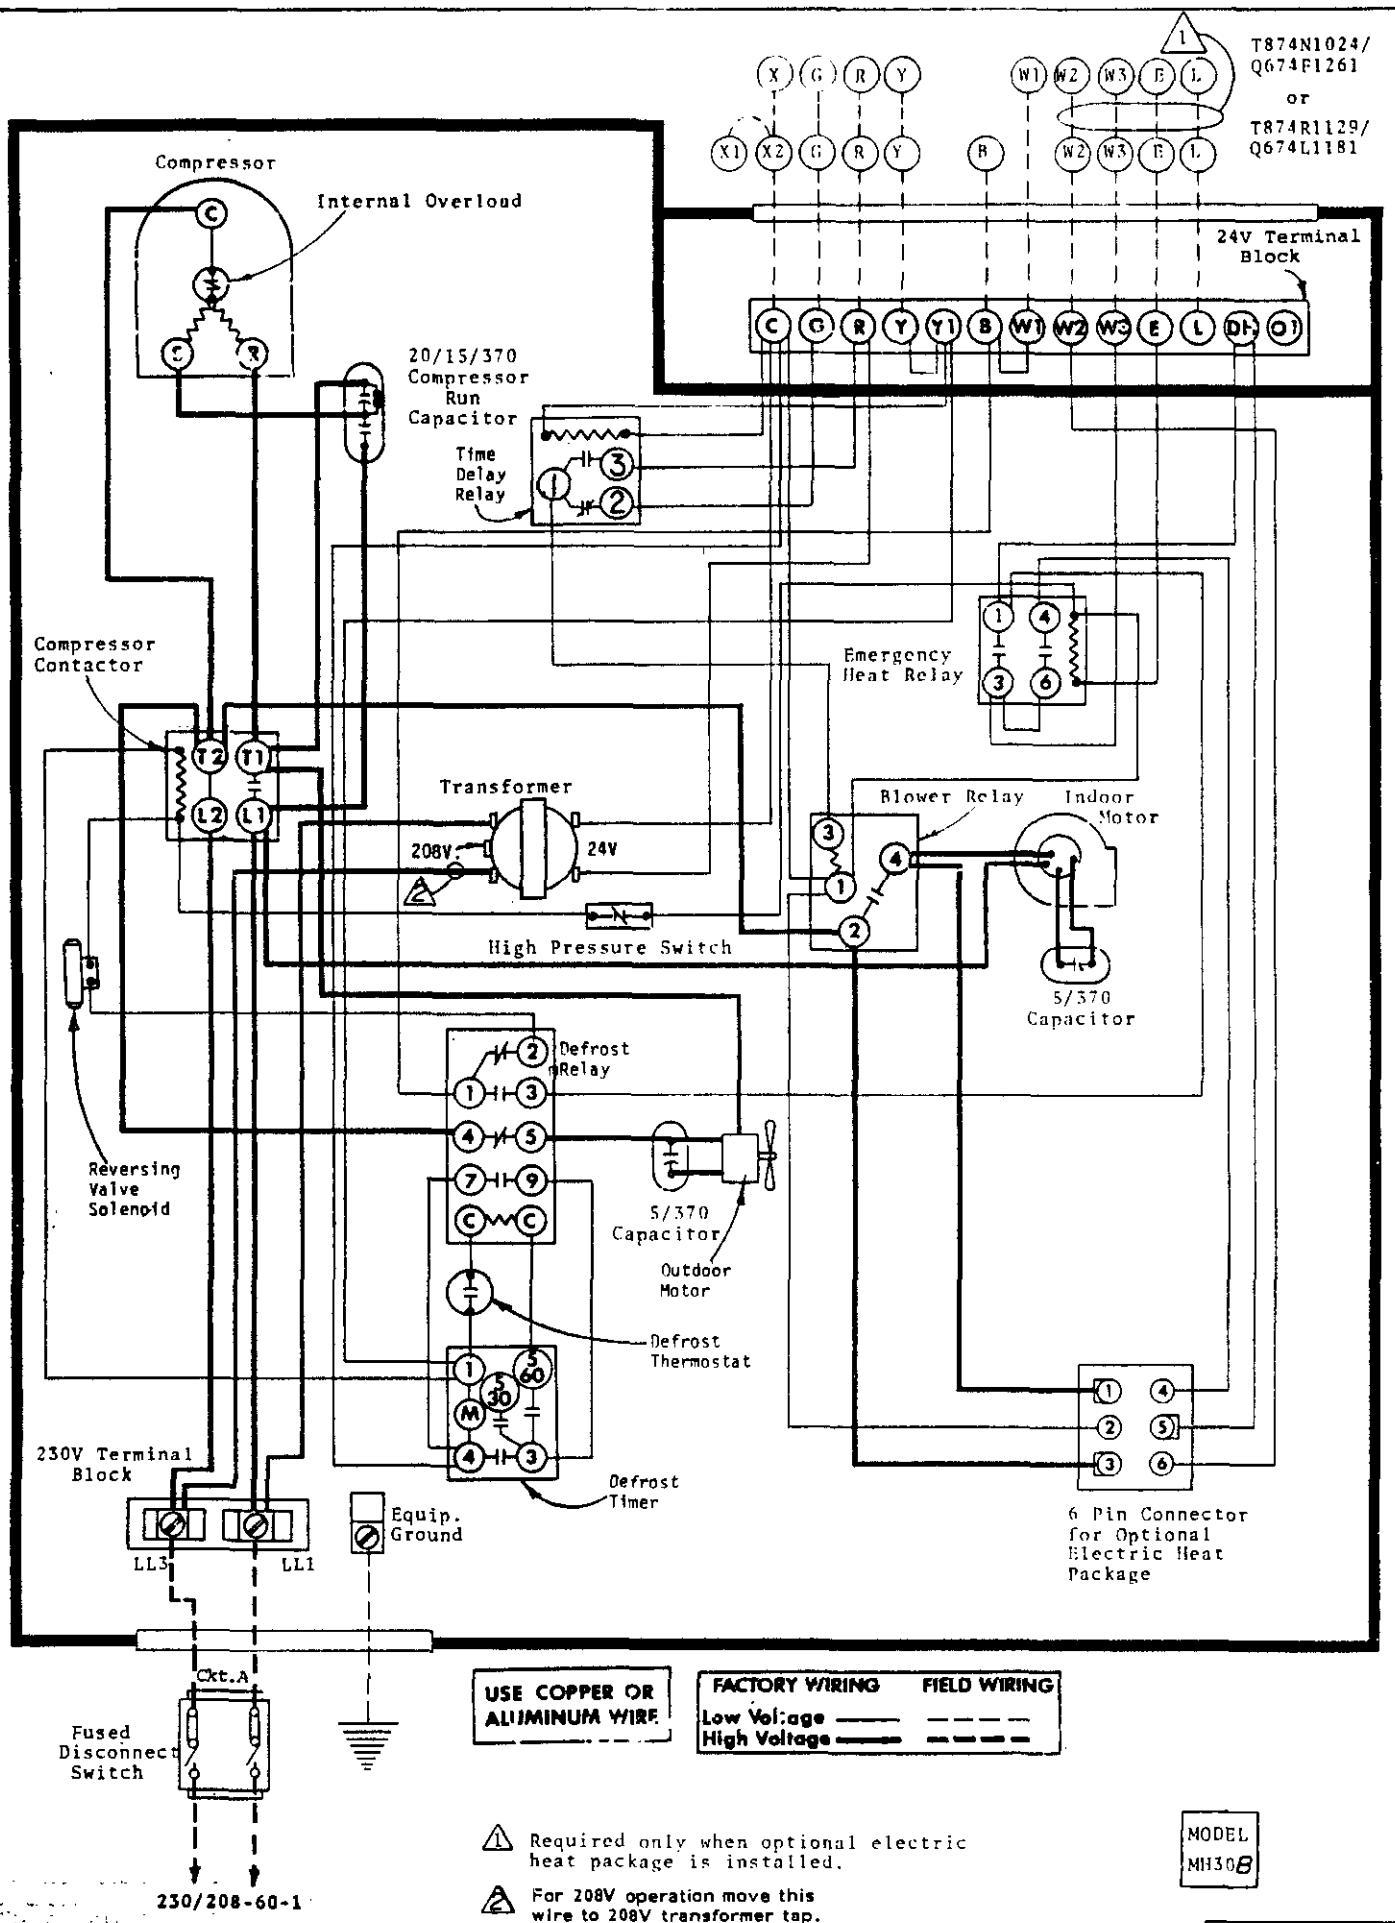 1
T874N1024/
Q674F1261
or
T874R1129/
Q674L1181
X G R Y W1 W2 W3 E L
X1 X2 G R Y B W2 W3 E L
Compressor
Internal Overload
C
S R
24V Terminal
Block
C G R Y Y1 B W1 W2 W3 E L DH O1
20/15/370
Compressor
Run
Capacitor
Time
Delay
Relay
3
1
2
Compressor
Contactor
T2 T1
L2 L1
Emergency
Heat Relay
1 4
3 6
Transformer
208V.
24V
2
High Pressure Switch
Blower Relay
3
4
1
2
Indoor
Motor
5/370
Capacitor
Reversing
Valve
Solenoid
Defrost
Relay
2
1 3
4 5
7 9
C C
5/370
Capacitor
Outdoor
Motor
Defrost
Thermostat
1
S
60
S
30
M
4 3
Defrost
Timer
1 4
2 5
3 6
6 Pin Connector
for Optional
Electric Heat
Package
230V Terminal
Block
LL3
LL1
Equip.
Ground
Ckt.A
Fused
Disconnect
Switch
230/208-60-1
USE COPPER OR
ALUMINUM WIRE
FACTORY WIRING FIELD WIRING
Low Voltage
High Voltage
1 Required only when optional electric
heat package is installed.
2 For 208V operation move this
wire to 208V transformer tap.
MODEL
MH30B